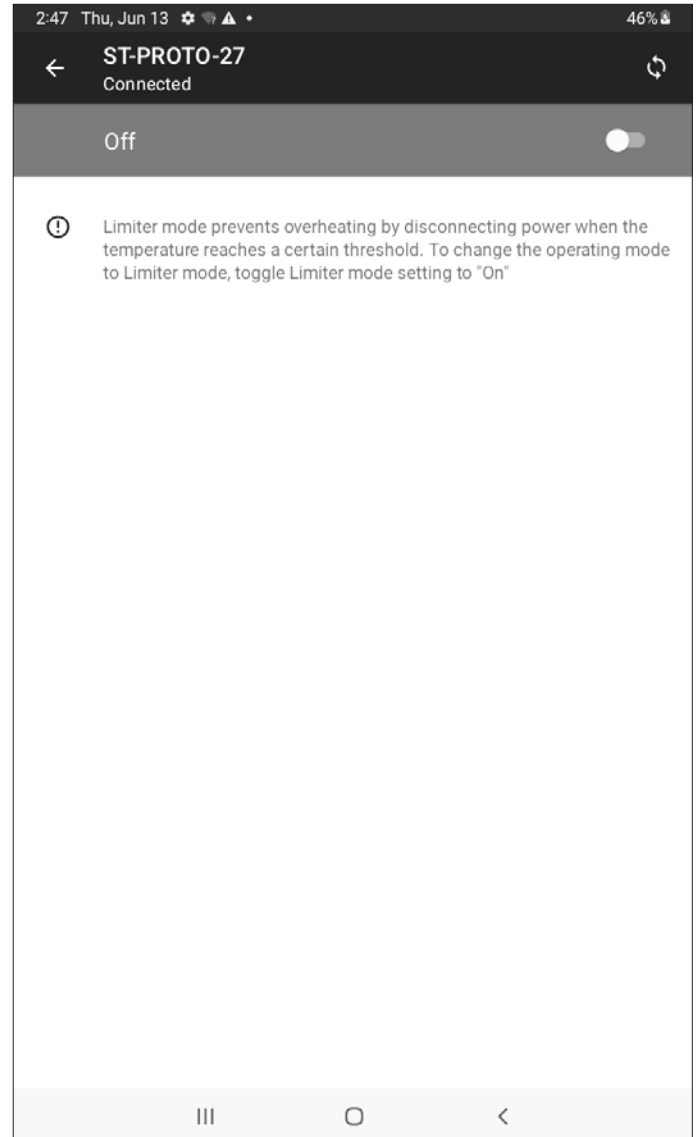 2:47 Thu, Jun 13 46%
ST-PROTO-27
Connected
Off
Limiter mode prevents overheating by disconnecting power when the
temperature reaches a certain threshold. To change the operating mode
to Limiter mode, toggle Limiter mode setting to "On"